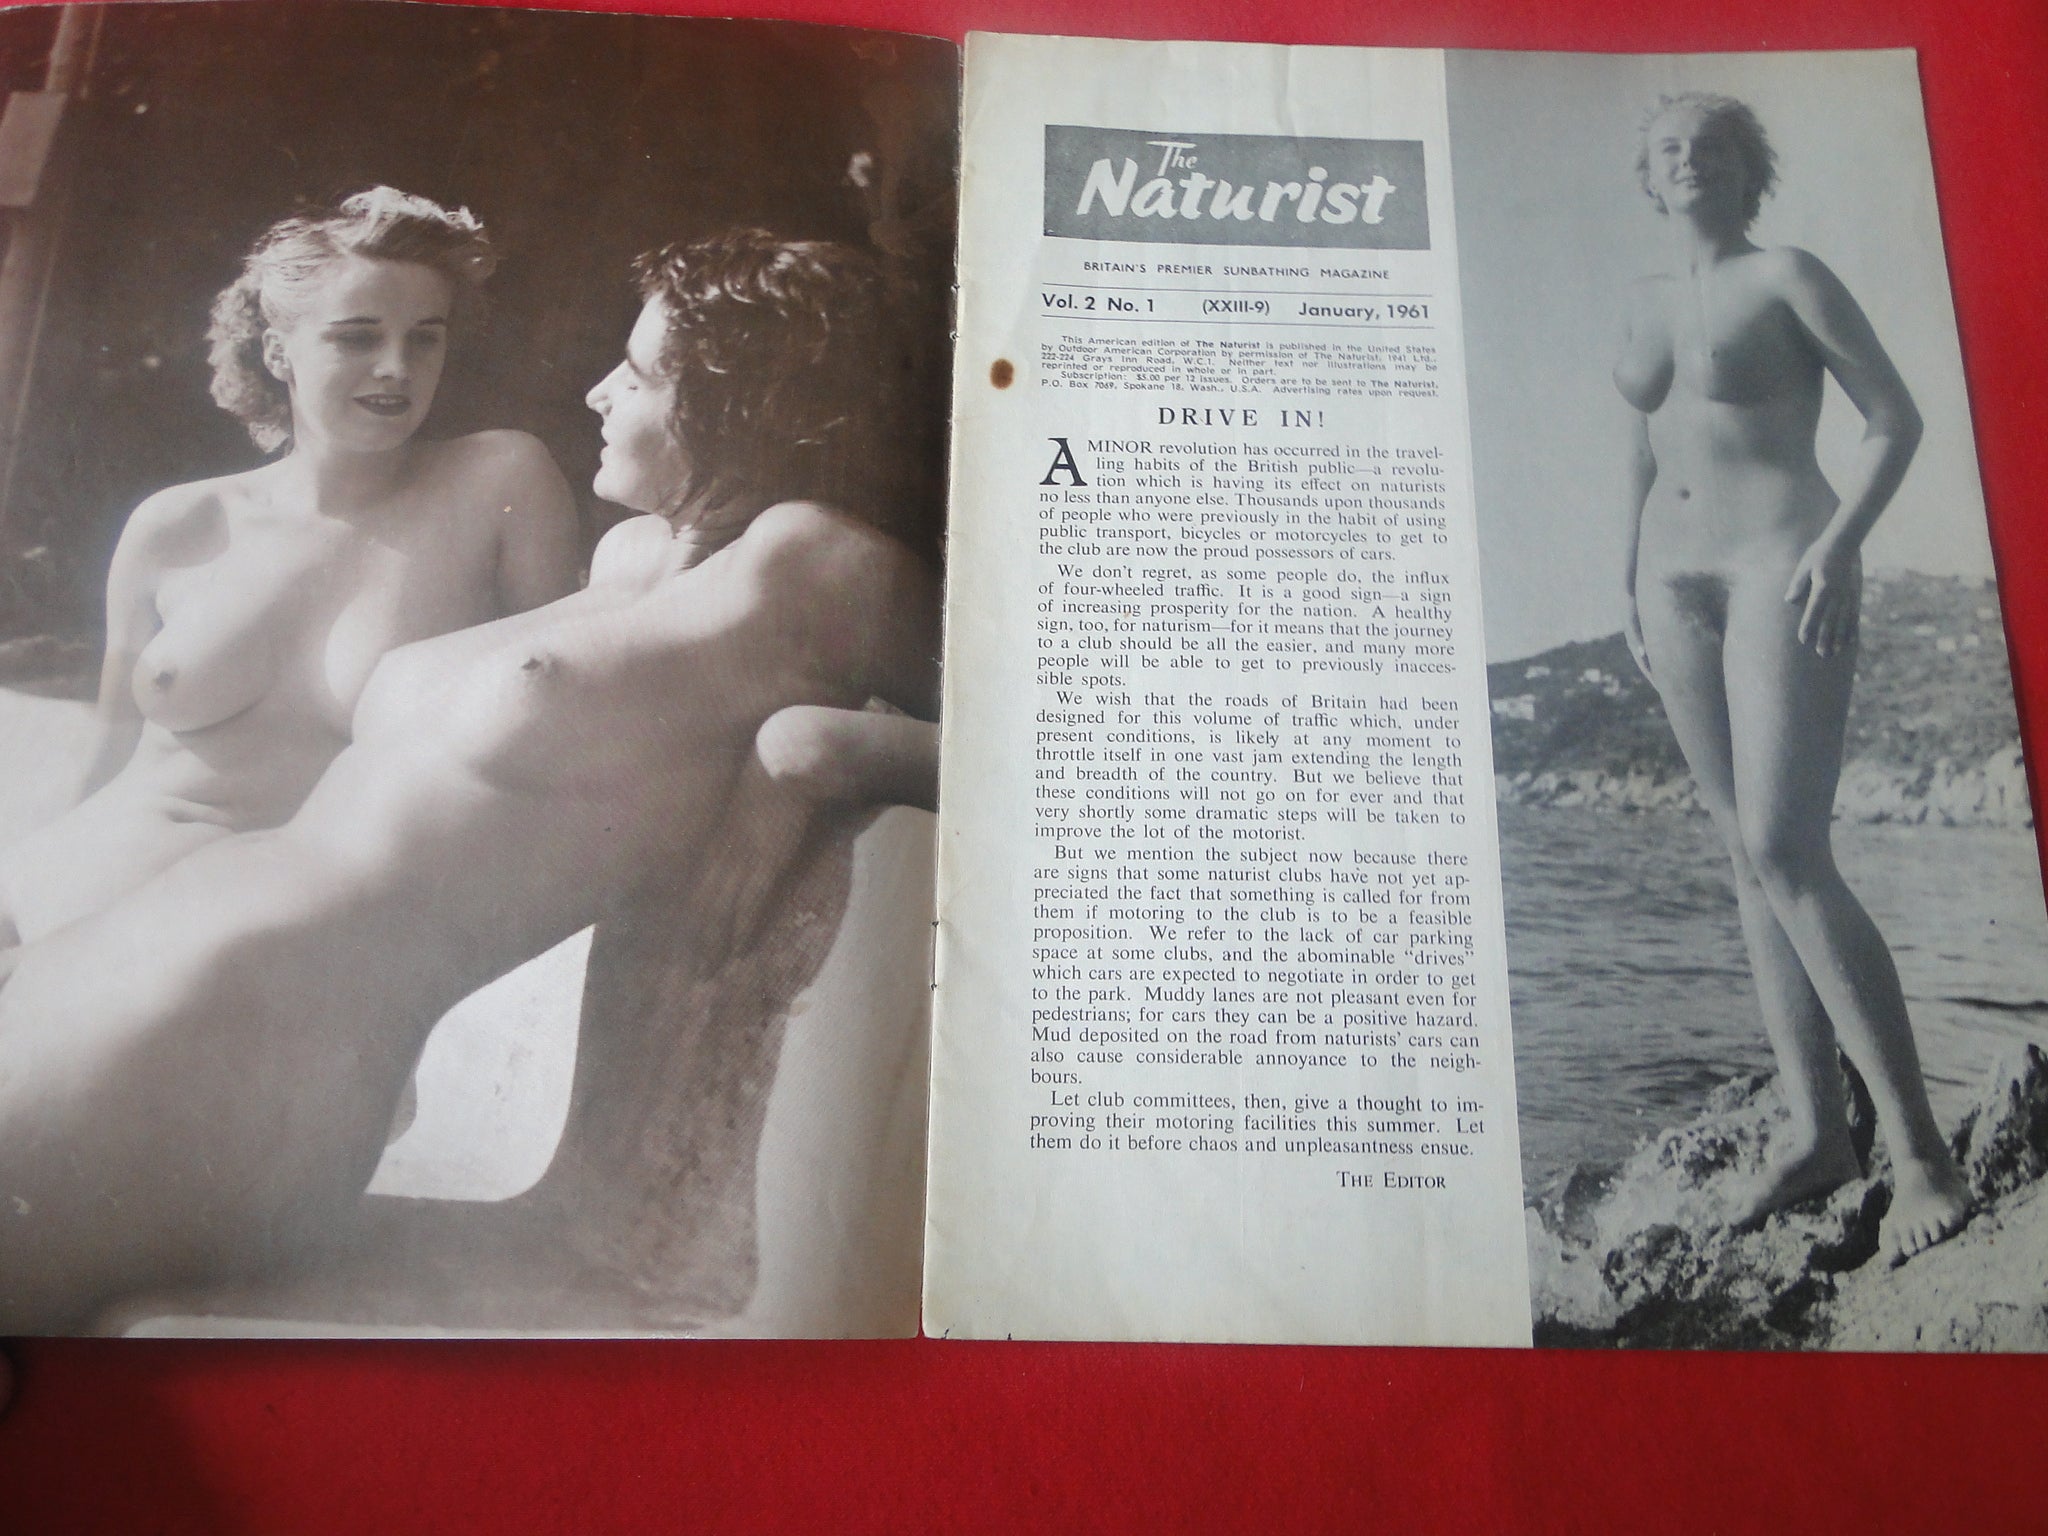 The
Naturist
BRITAIN'S PREMIER SUNBATHING MAGAZINE
Vol. 2 No. 1 (XXIII-9) January, 1961
This American edition of The Naturist is published in the United States
by Outdoor American Corporation by permission of The Naturist, 1941 Ltd.,
222-224 Grays Inn Road, W.C.1. Neither text nor illustrations may be
reprinted or reproduced in whole or in part.
Subscription: $5.00 per 12 issues. Orders are to be sent to The Naturist,
P.O. Box 7069, Spokane 18, Wash., U.S.A. Advertising rates upon request.
DRIVE IN!
A MINOR revolution has occurred in the travel-
ling habits of the British public—a revolu-
tion which is having its effect on naturists
no less than anyone else. Thousands upon thousands
of people who were previously in the habit of using
public transport, bicycles or motorcycles to get to
the club are now the proud possessors of cars.
We don't regret, as some people do, the influx
of four-wheeled traffic. It is a good sign—a sign
of increasing prosperity for the nation. A healthy
sign, too, for naturism—for it means that the journey
to a club should be all the easier, and many more
people will be able to get to previously inacces-
sible spots.
We wish that the roads of Britain had been
designed for this volume of traffic which, under
present conditions, is likely at any moment to
throttle itself in one vast jam extending the length
and breadth of the country. But we believe that
these conditions will not go on for ever and that
very shortly some dramatic steps will be taken to
improve the lot of the motorist.
But we mention the subject now because there
are signs that some naturist clubs have not yet ap-
preciated the fact that something is called for from
them if motoring to the club is to be a feasible
proposition. We refer to the lack of car parking
space at some clubs, and the abominable “drives”
which cars are expected to negotiate in order to get
to the park. Muddy lanes are not pleasant even for
pedestrians; for cars they can be a positive hazard.
Mud deposited on the road from naturists' cars can
also cause considerable annoyance to the neigh-
bours.
Let club committees, then, give a thought to im-
proving their motoring facilities this summer. Let
them do it before chaos and unpleasantness ensue.
THE EDITOR